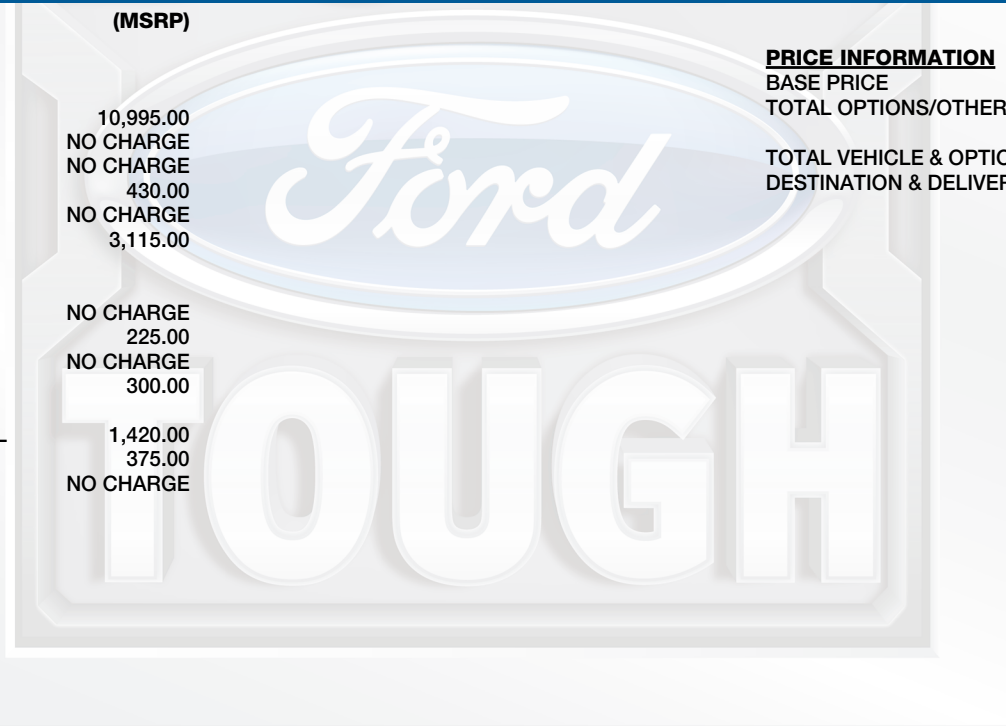 (MSRP)
10,995.00
NO CHARGE
NO CHARGE
430.00
NO CHARGE
3,115.00
NO CHARGE
225.00
NO CHARGE
300.00
1,420.00
375.00
NO CHARGE
PRICE INFORMATION
BASE PRICE
TOTAL OPTIONS/OTHER
TOTAL VEHICLE & OPTIO
DESTINATION & DELIVER
Ford
TOUGH